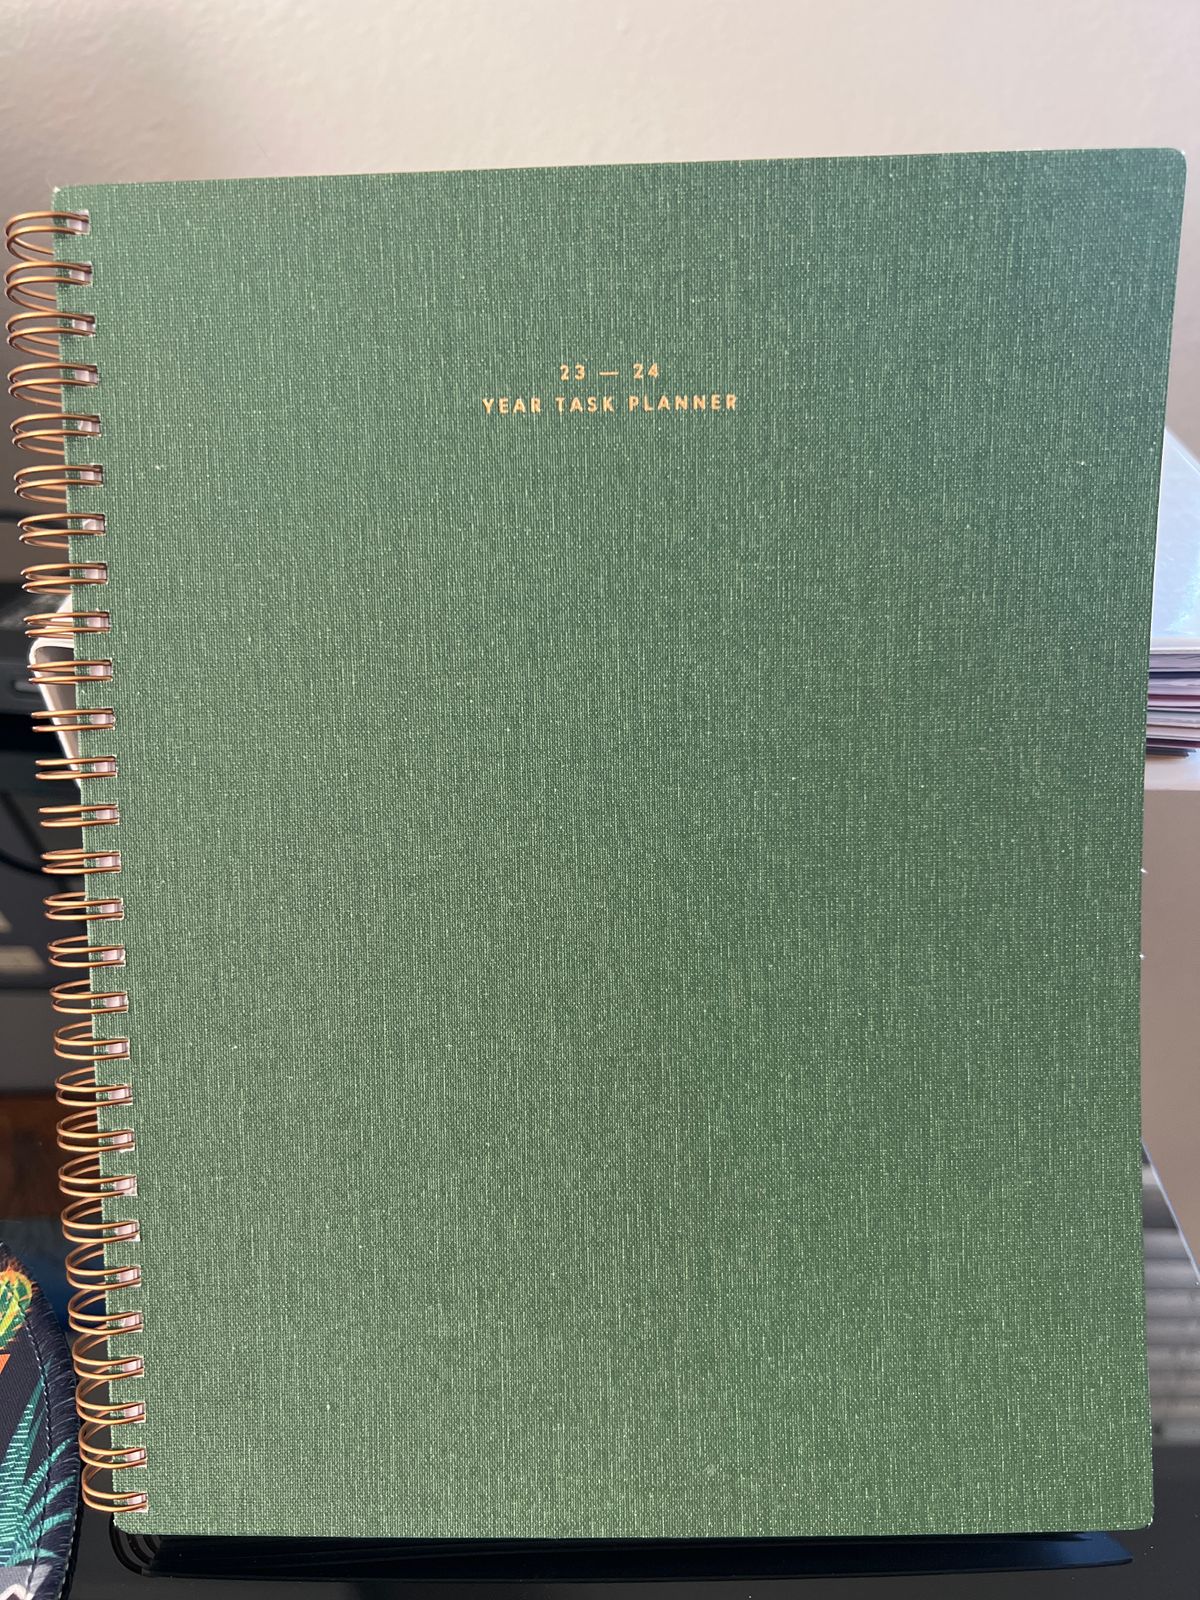 23 — 24
YEAR TASK PLANNER